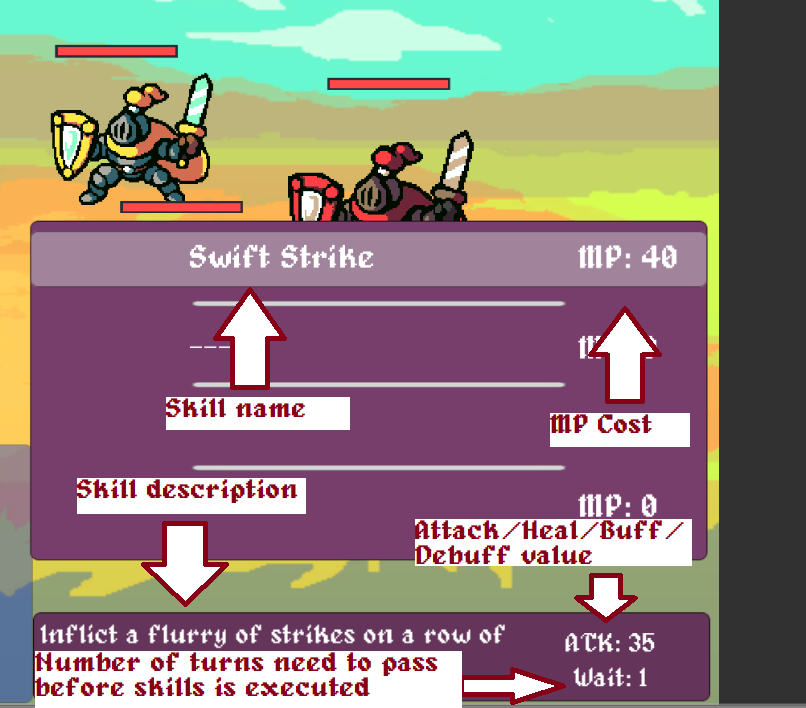 Swift Strike MP: 40
---
Skill name
MP Cost
Skill description
MP: 0
Attack/Heal/Buff/
Debuff value
Inflict a flurry of strikes on a row of
ATK: 35
Number of turns need to pass
before skills is executed
Wait: 1